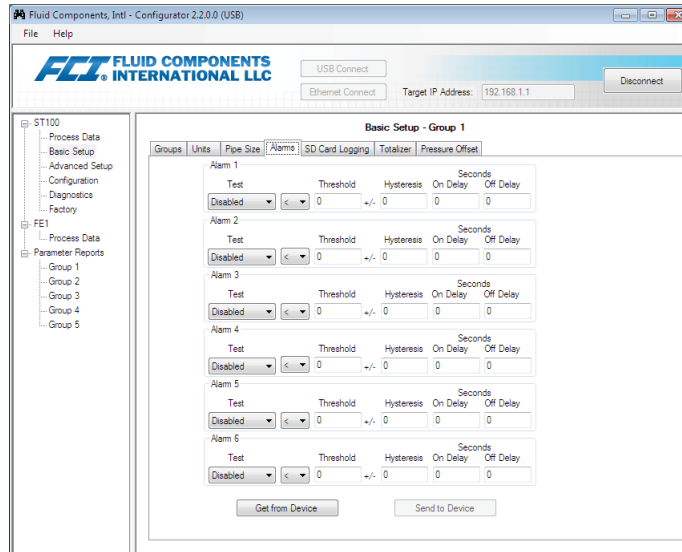 Fluid Components, Intl - Configurator 2.2.0.0 (USB)
File Help
FCI. FLUID COMPONENTS
® INTERNATIONAL LLC
USB Connect
Ethernet Connect Target IP Address: 192.168.1.1
Disconnect
ST100
Process Data
Basic Setup
Advanced Setup
Configuration
Diagnostics
Factory
FE1
Process Data
Parameter Reports
Group 1
Group 2
Group 3
Group 4
Group 5
Basic Setup - Group 1
Groups Units Pipe Size Alarms SD Card Logging Totalizer Pressure Offset
Alarm 1
Seconds
Test Threshold Hysteresis On Delay Off Delay
Disabled < 0 +/- 0 0 0
Alarm 2
Seconds
Test Threshold Hysteresis On Delay Off Delay
Disabled < 0 +/- 0 0 0
Alarm 3
Seconds
Test Threshold Hysteresis On Delay Off Delay
Disabled < 0 +/- 0 0 0
Alarm 4
Seconds
Test Threshold Hysteresis On Delay Off Delay
Disabled < 0 +/- 0 0 0
Alarm 5
Seconds
Test Threshold Hysteresis On Delay Off Delay
Disabled < 0 +/- 0 0 0
Alarm 6
Seconds
Test Threshold Hysteresis On Delay Off Delay
Disabled < 0 +/- 0 0 0
Get from Device Send to Device